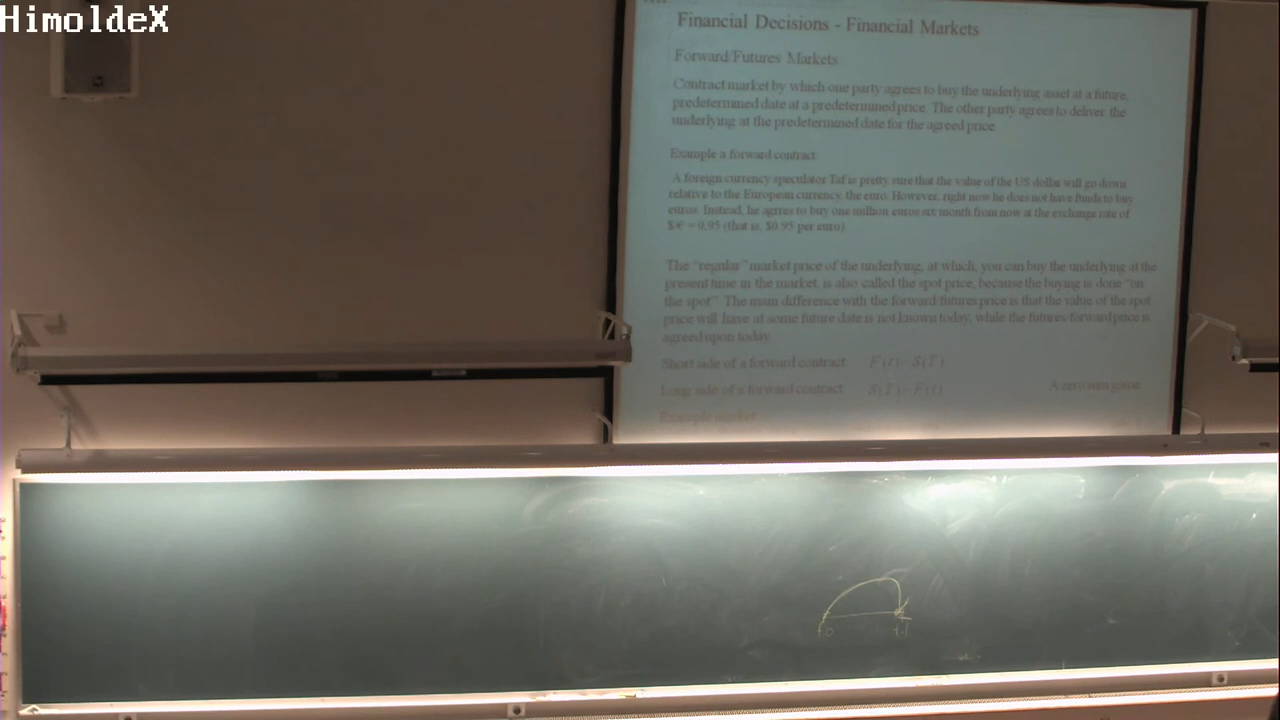 HimoldeX
Financial Decisions - Financial Markets
Forward/Futures Markets
Contract market by which one party agrees to buy the underlying asset at a future,
predetermined date at a predetermined price. The other party agrees to deliver the
underlying at the predetermined date for the agreed price.
Example a forward contract:
A foreign currency speculator Taf is pretty sure that the value of the US dollar will go down
relative to the European currency, the euro. However, right now he does not have funds to buy
euros. Instead, he agrees to buy one million euros six month from now at the exchange rate of
$/€ = 0,95 (that is, $0.95 per euro)
The "regular" market price of the underlying, at which, you can buy the underlying at the
present time in the market, is also called the spot price, because the buying is done "on
the spot". The main difference with the forward/futures price is that the value of the spot
price will have at some future date is not known today, while the futures/forward price is
agreed upon today.
Short side of a forward contract F(t) - S(T)
Long side of a forward contract S(T) - F(t) A zero sum game
Example market